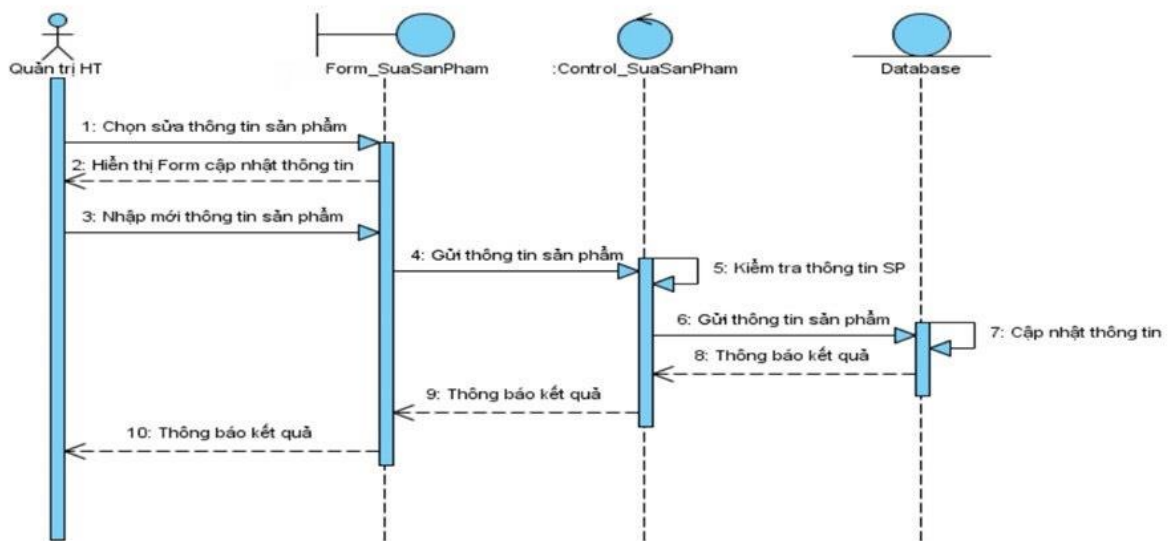 Quản trị HT
Form_SuaSanPham
:Control_SuaSanPham
Database
1: Chọn sửa thông tin sản phẩm
2: Hiển thị Form cập nhật thông tin
3: Nhập mới thông tin sản phẩm
4: Gửi thông tin sản phẩm
5: Kiểm tra thông tin SP
6: Gửi thông tin sản phẩm
7: Cập nhật thông tin
8: Thông báo kết quả
9: Thông báo kết quả
10: Thông báo kết quả